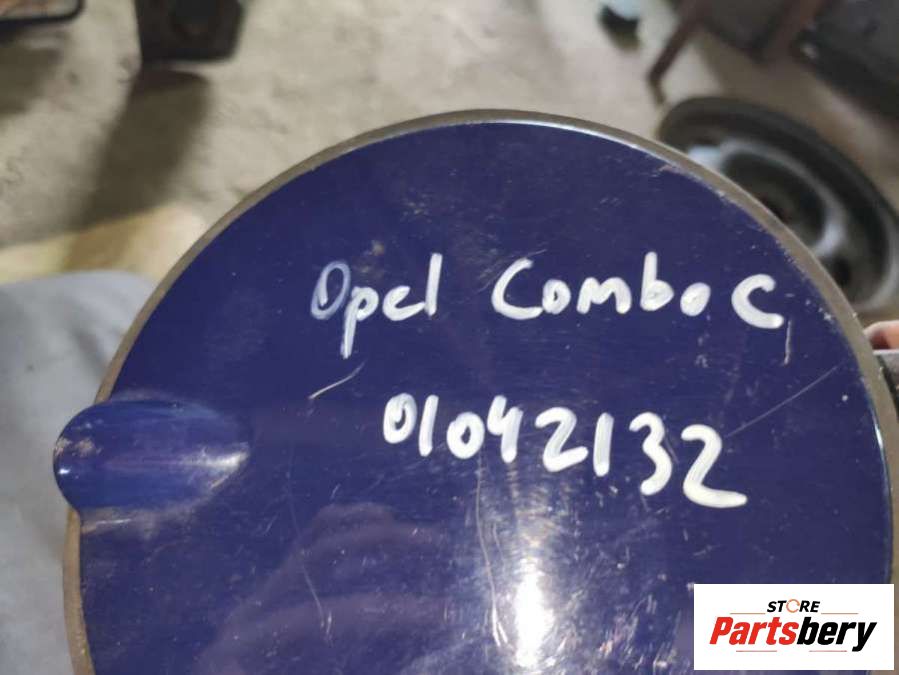 Opel Combo C
01042132
STORE
Partsbery